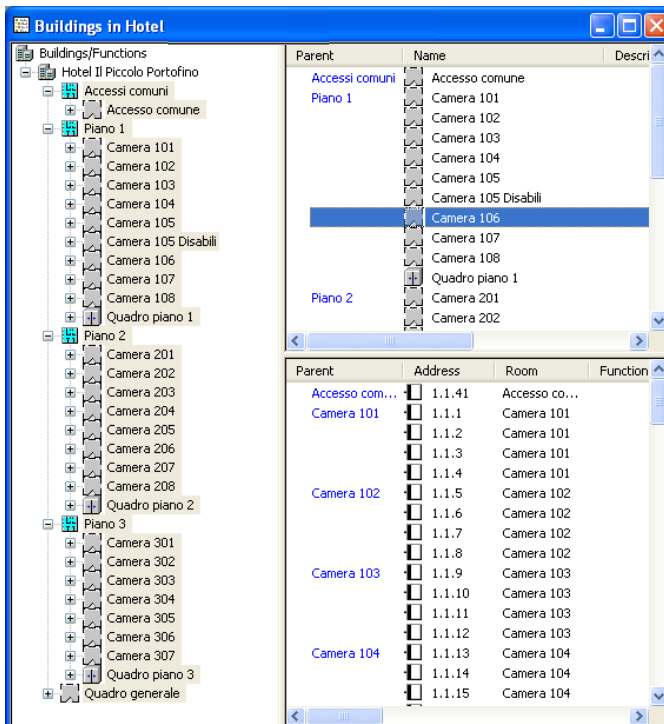 Buildings in Hotel
Buildings/Functions
Hotel Il Piccolo Portofino
Accessi comuni
Accesso comune
Piano 1
Camera 101
Camera 102
Camera 103
Camera 104
Camera 105
Camera 105 Disabili
Camera 106
Camera 107
Camera 108
Quadro piano 1
Piano 2
Camera 201
Camera 202
Camera 203
Camera 204
Camera 205
Camera 206
Camera 207
Camera 208
Quadro piano 2
Piano 3
Camera 301
Camera 302
Camera 303
Camera 304
Camera 305
Camera 306
Camera 307
Quadro piano 3
Quadro generale
Parent Name Descri
Accessi comuni Accesso comune
Piano 1 Camera 101
Camera 102
Camera 103
Camera 104
Camera 105
Camera 105 Disabili
Camera 106
Camera 107
Camera 108
Quadro piano 1
Piano 2 Camera 201
Camera 202
Parent Address Room Function
Accesso com... 1.1.41 Accesso co...
Camera 101 1.1.1 Camera 101
1.1.2 Camera 101
1.1.3 Camera 101
1.1.4 Camera 101
Camera 102 1.1.5 Camera 102
1.1.6 Camera 102
1.1.7 Camera 102
1.1.8 Camera 102
Camera 103 1.1.9 Camera 103
1.1.10 Camera 103
1.1.11 Camera 103
1.1.12 Camera 103
Camera 104 1.1.13 Camera 104
1.1.14 Camera 104
1.1.15 Camera 104